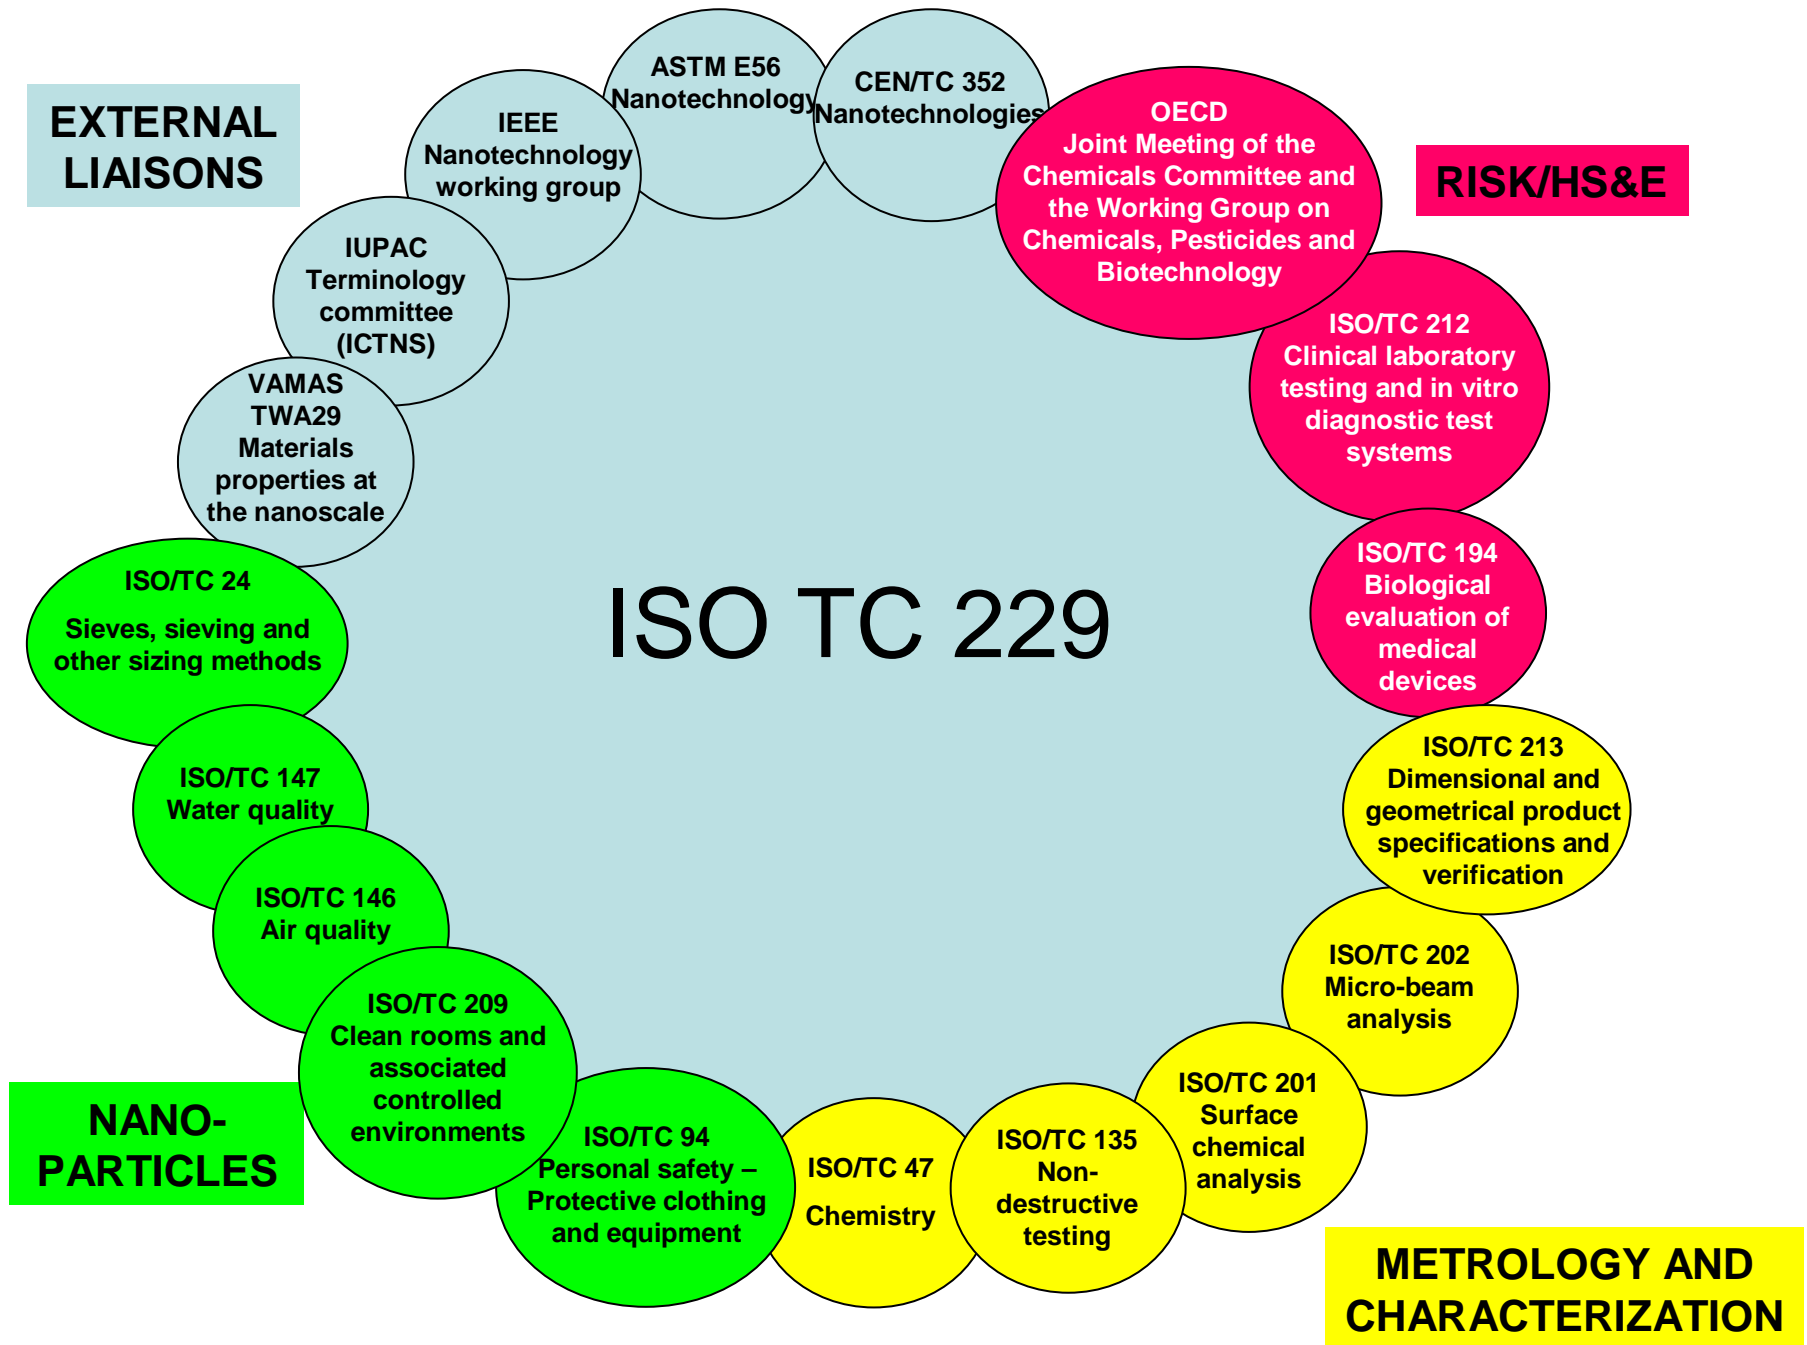 EXTERNAL
LIAISONS
ASTM E56
Nanotechnology
CEN/TC 352
Nanotechnologies
IEEE
Nanotechnology
working group
OECD
Joint Meeting of the
Chemicals Committee and
the Working Group on
Chemicals, Pesticides and
Biotechnology
RISK/HS&E
IUPAC
Terminology
committee
(ICTNS)
ISO/TC 212
Clinical laboratory
testing and in vitro
diagnostic test
systems
VAMAS
TWA29
Materials
properties at
the nanoscale
ISO/TC 194
Biological
evaluation of
medical
devices
ISO/TC 24
Sieves, sieving and
other sizing methods
ISO TC 229
ISO/TC 213
Dimensional and
geometrical product
specifications and
verification
ISO/TC 147
Water quality
ISO/TC 146
Air quality
ISO/TC 202
Micro-beam
analysis
ISO/TC 209
Clean rooms and
associated
controlled
environments
ISO/TC 201
Surface
chemical
analysis
NANO-
PARTICLES
ISO/TC 94
Personal safety –
Protective clothing
and equipment
ISO/TC 47
Chemistry
ISO/TC 135
Non-
destructive
testing
METROLOGY AND
CHARACTERIZATION